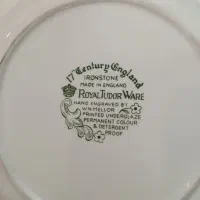 17th Century England
IRONSTONE
MADE IN ENGLAND
ROYAL TUDOR WARE
HAND ENGRAVED BY
W.N. MELLOR
PRINTED UNDERGLAZE
PERMANENT COLOUR
& DETERGENT
PROOF